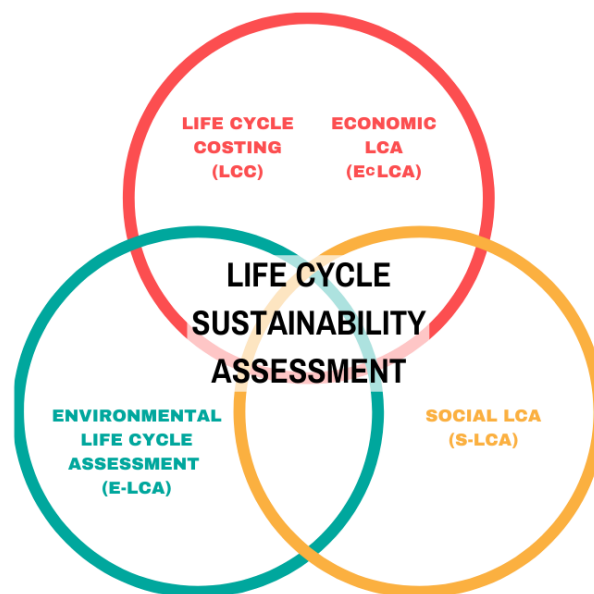 LIFE CYCLE
COSTING
(LCC)
ECONOMIC
LCA
(EcLCA)
LIFE CYCLE
SUSTAINABILITY
ASSESSMENT
ENVIRONMENTAL
LIFE CYCLE
ASSESSMENT
(E-LCA)
SOCIAL LCA
(S-LCA)